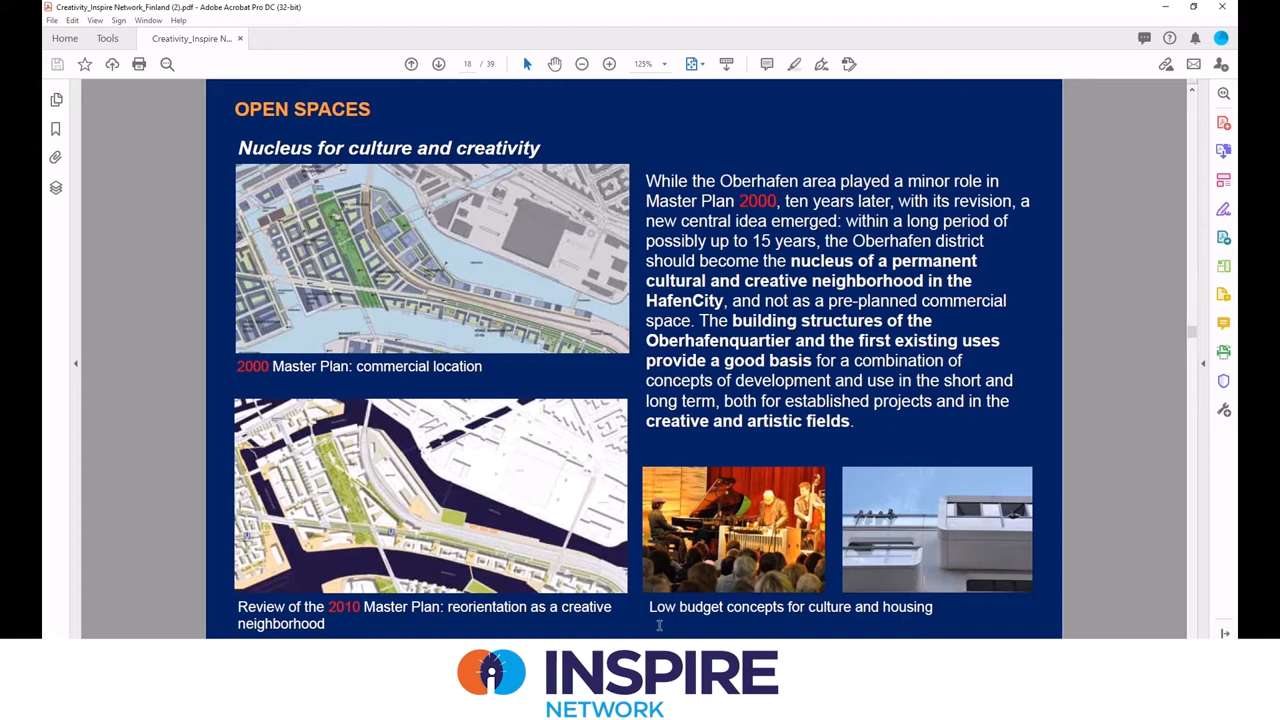 Creativity_Inspire Network_Finland (2).pdf - Adobe Acrobat Pro DC (32-bit)
File Edit View Sign Window Help
Home Tools Creativity_Inspire N... ×
18 / 39 125%
OPEN SPACES
Nucleus for culture and creativity
While the Oberhafen area played a minor role in
Master Plan 2000, ten years later, with its revision, a
new central idea emerged: within a long period of
possibly up to 15 years, the Oberhafen district
should become the nucleus of a permanent
cultural and creative neighborhood in the
HafenCity, and not as a pre-planned commercial
space. The building structures of the
Oberhafenquartier and the first existing uses
provide a good basis for a combination of
concepts of development and use in the short and
long term, both for established projects and in the
creative and artistic fields.
2000 Master Plan: commercial location
Review of the 2010 Master Plan: reorientation as a creative
neighborhood
Low budget concepts for culture and housing
INSPIRE
NETWORK